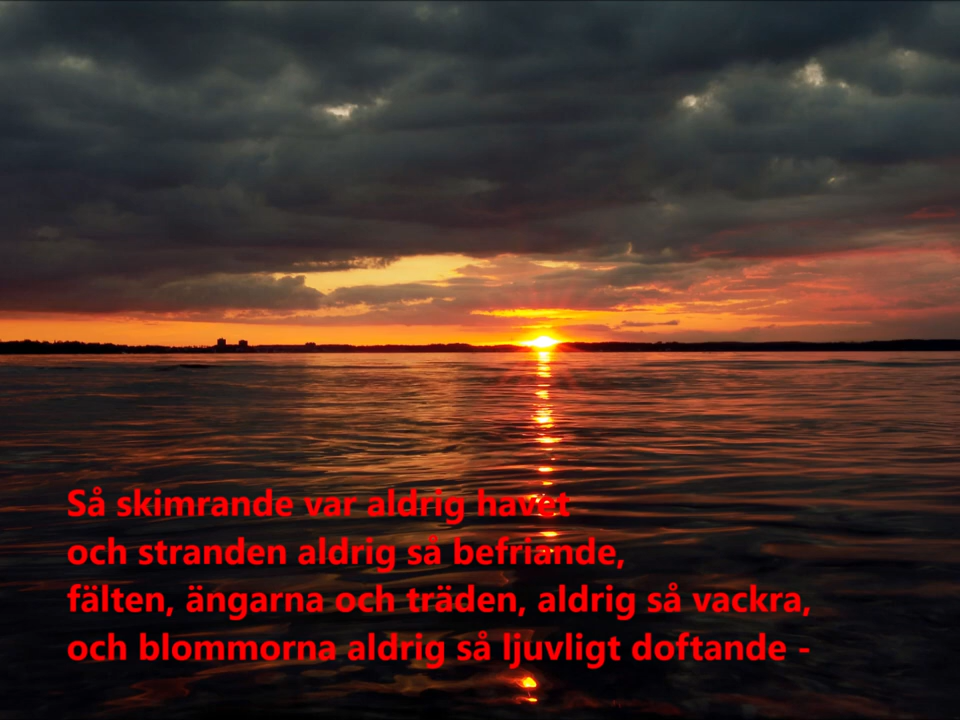 Så skimrande var aldrig havet
och stranden aldrig så befriande,
fälten, ängarna och träden, aldrig så vackra,
och blommorna aldrig så ljuvligt doftande -